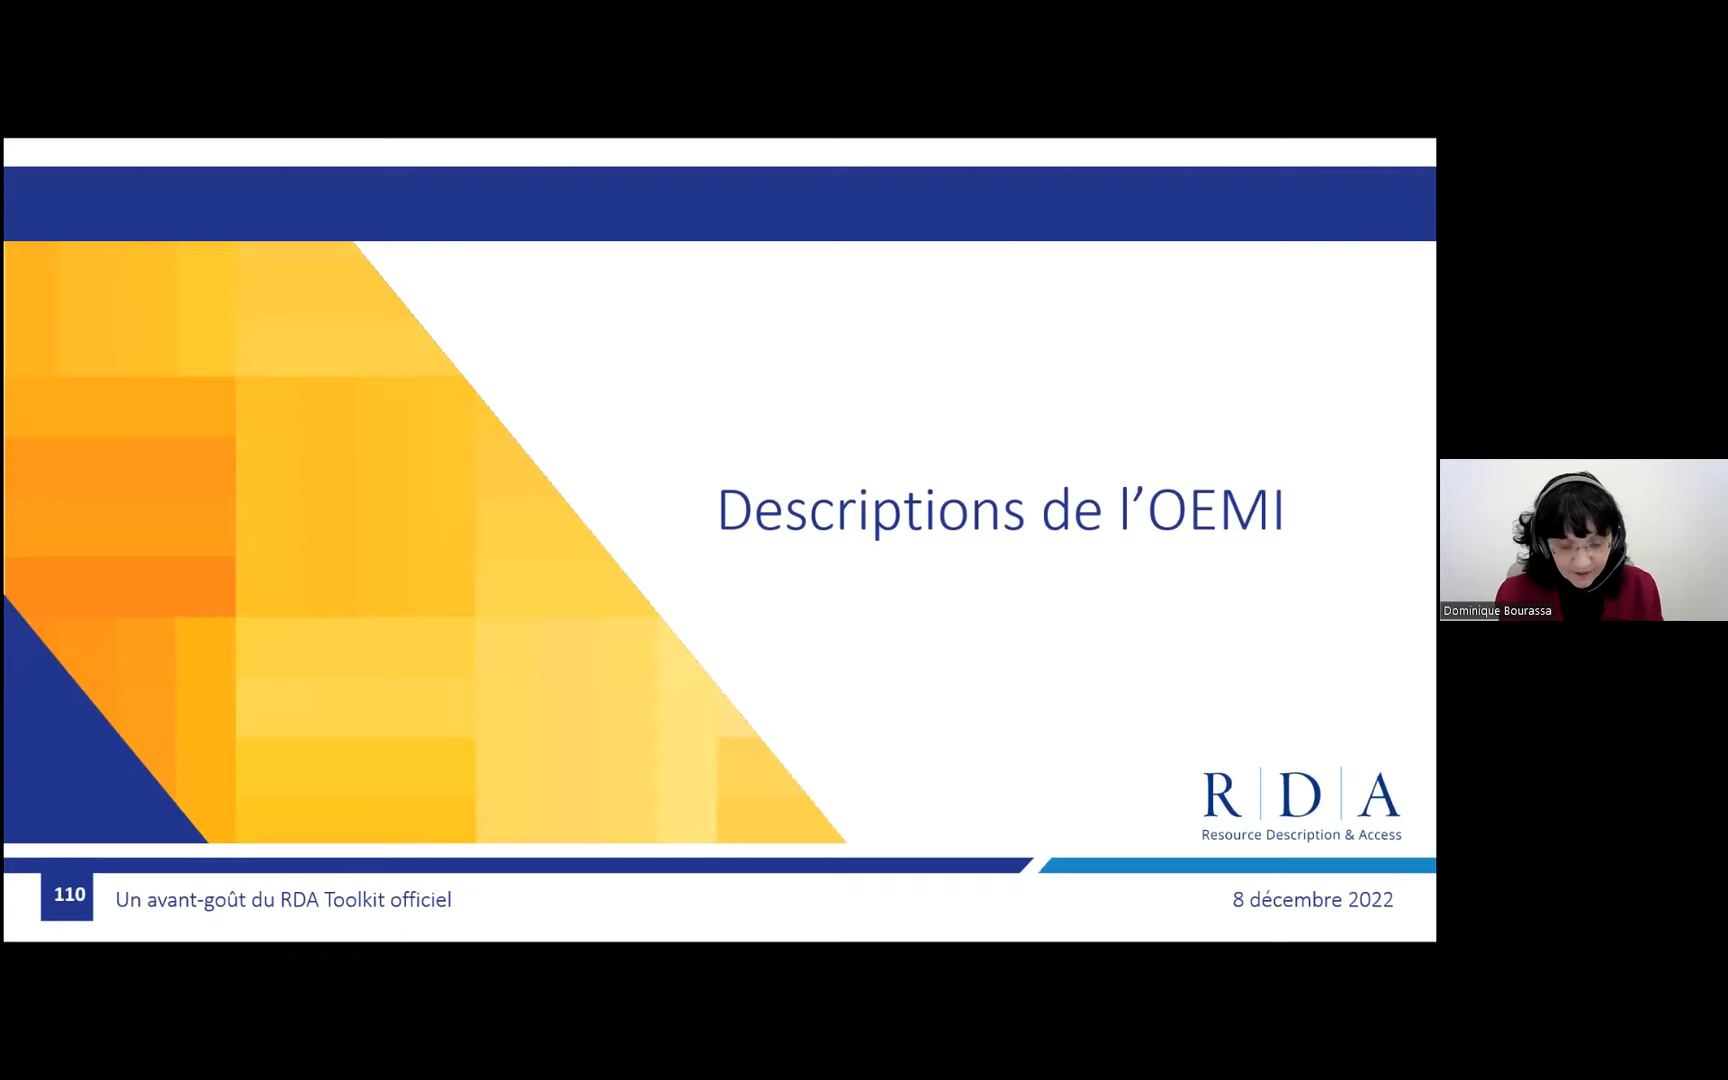 Descriptions de l’OEMI
R D A
Resource Description & Access
110
Un avant-goût du RDA Toolkit officiel
8 décembre 2022
Dominique Bourassa